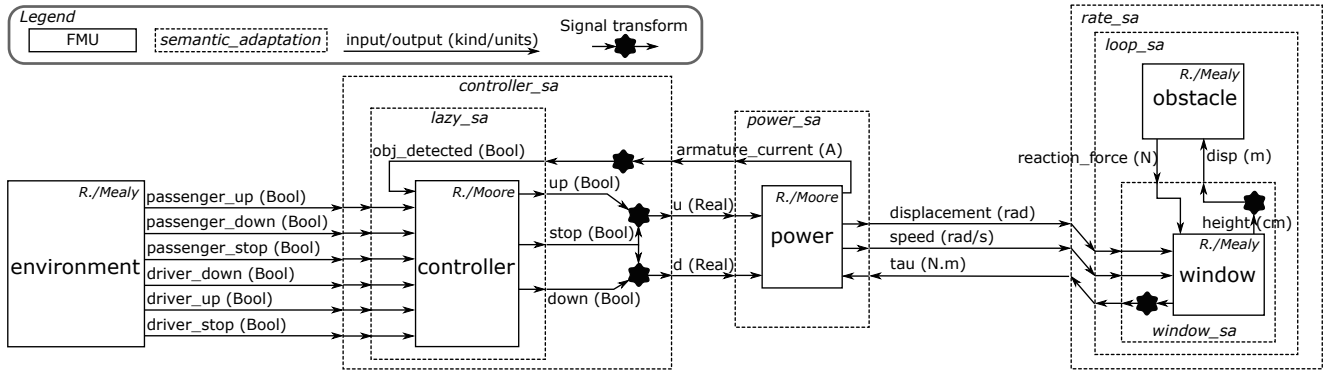 Legend
FMU
semantic_adaptation
input/output (kind/units)
Signal transform
controller_sa
lazy_sa
obj_detected (Bool)
armature_current (A)
power_sa
rate_sa
loop_sa
R./Mealy
obstacle
reaction_force (N)
disp (m)
R./Mealy
environment
passenger_up (Bool)
passenger_down (Bool)
passenger_stop (Bool)
driver_down (Bool)
driver_up (Bool)
driver_stop (Bool)
R./Moore
controller
up (Bool)
stop (Bool)
down (Bool)
u (Real)
d (Real)
R./Moore
power
displacement (rad)
speed (rad/s)
tau (N.m)
height (cm)
R./Mealy
window
window_sa